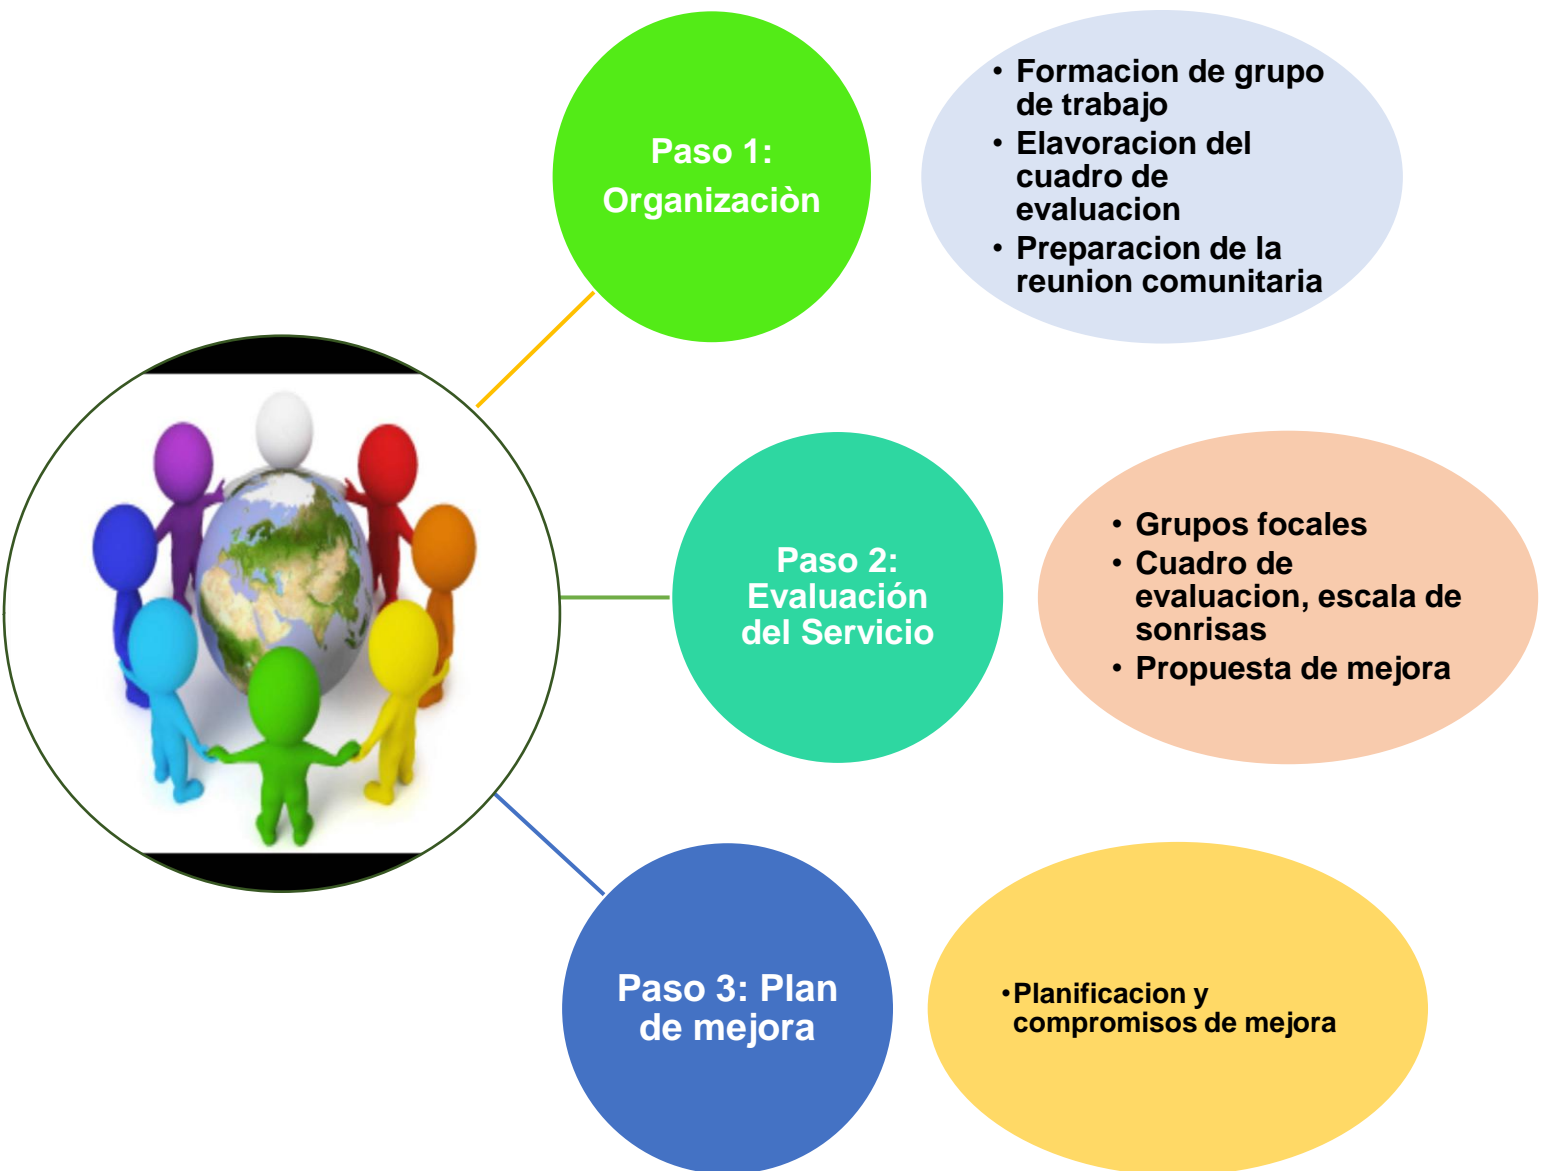 Paso 1:
Organizaciòn
• Formacion de grupo
de trabajo
• Elavoracion del
cuadro de
evaluacion
• Preparacion de la
reunion comunitaria
Paso 2:
Evaluación
del Servicio
• Grupos focales
• Cuadro de
evaluacion, escala de
sonrisas
• Propuesta de mejora
Paso 3: Plan
de mejora
•Planificacion y
compromisos de mejora